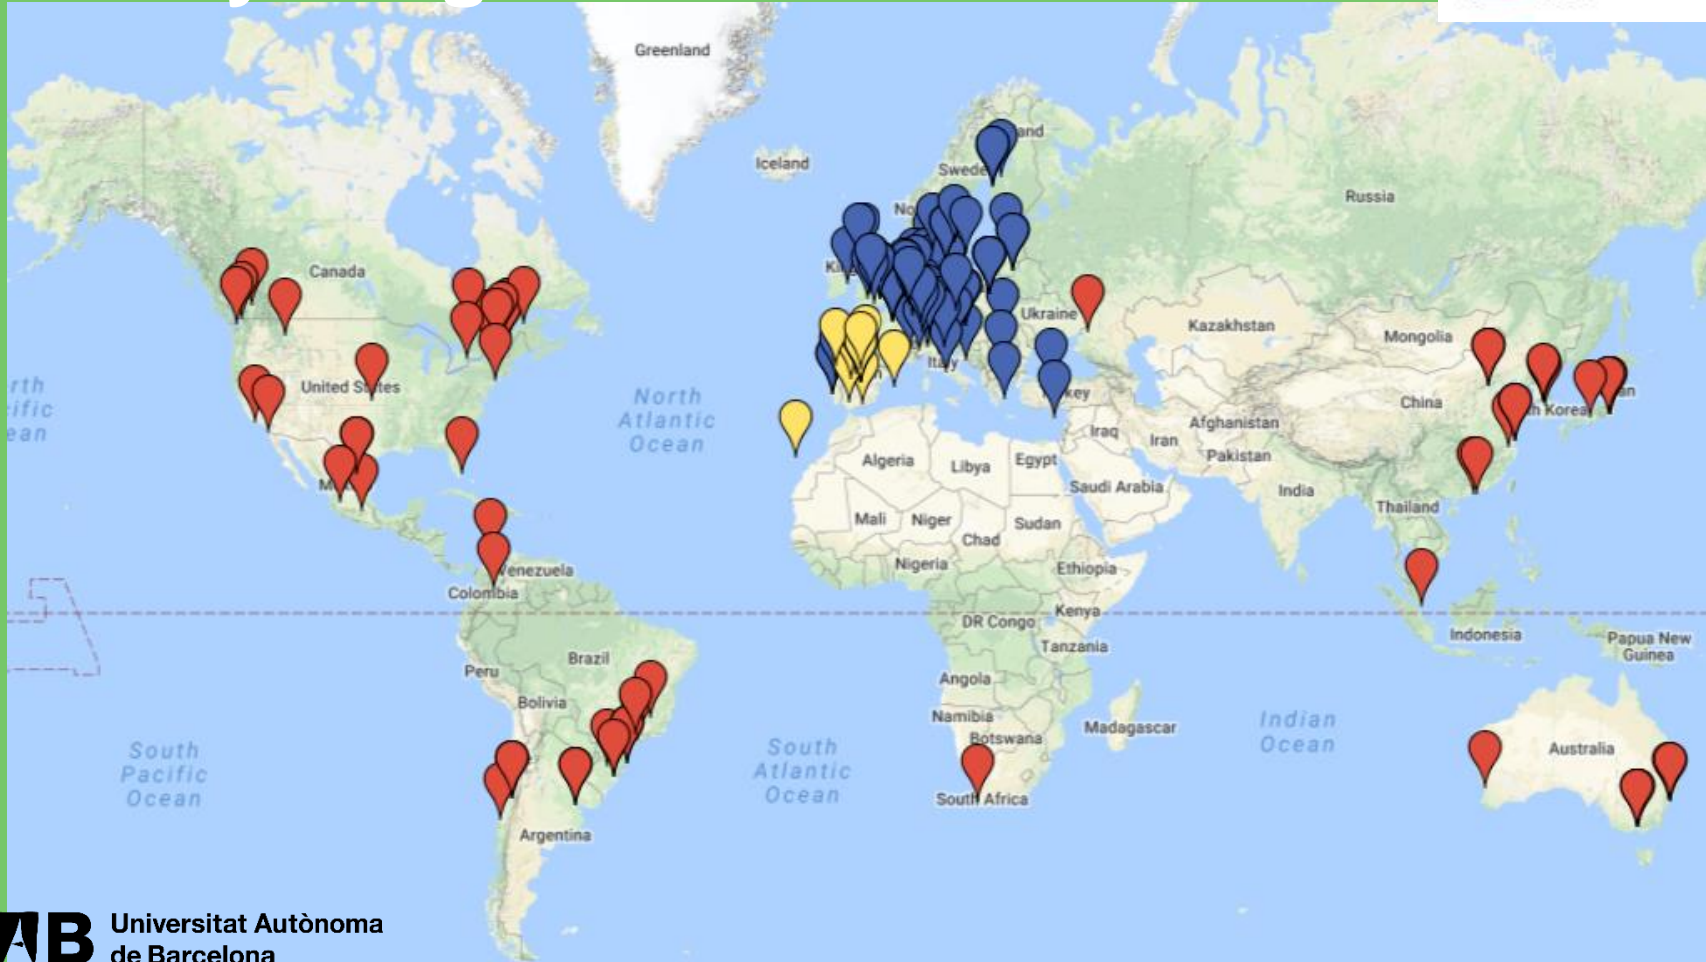 Greenland
Iceland
Russia
Canada
Ukraine
Kazakhstan
Mongolia
United States
North
Atlantic
Ocean
China
Iraq
Iran
Afghanistan
Pakistan
Algeria
Libya
Egypt
Saudi Arabia
India
Thailand
Mali
Niger
Chad
Sudan
Nigeria
Ethiopia
Venezuela
Colombia
DR Congo
Kenya
Tanzania
Indonesia
Papua New
Guinea
Brazil
Peru
Bolivia
Angola
Namibia
Botswana
Madagascar
Indian
Ocean
Australia
South
Pacific
Ocean
South
Atlantic
Ocean
South Africa
Argentina
UAB
Universitat Autònoma
de Barcelona